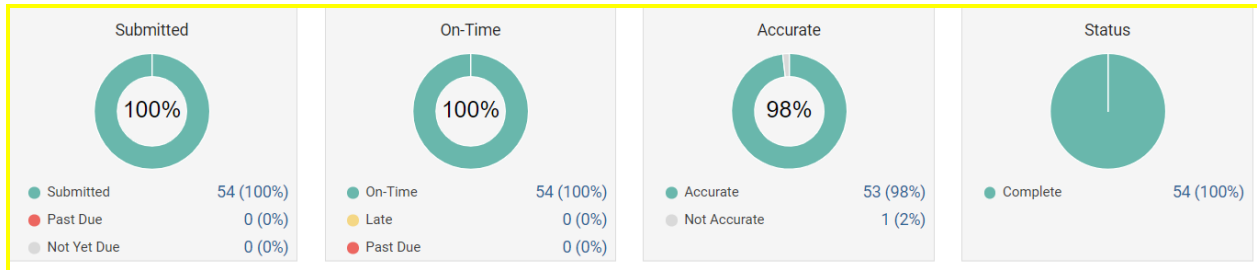 Submitted
100%
Submitted 54 (100%)
Past Due 0 (0%)
Not Yet Due 0 (0%)
On-Time
100%
On-Time 54 (100%)
Late 0 (0%)
Past Due 0 (0%)
Accurate
98%
Accurate 53 (98%)
Not Accurate 1 (2%)
Status
Complete 54 (100%)